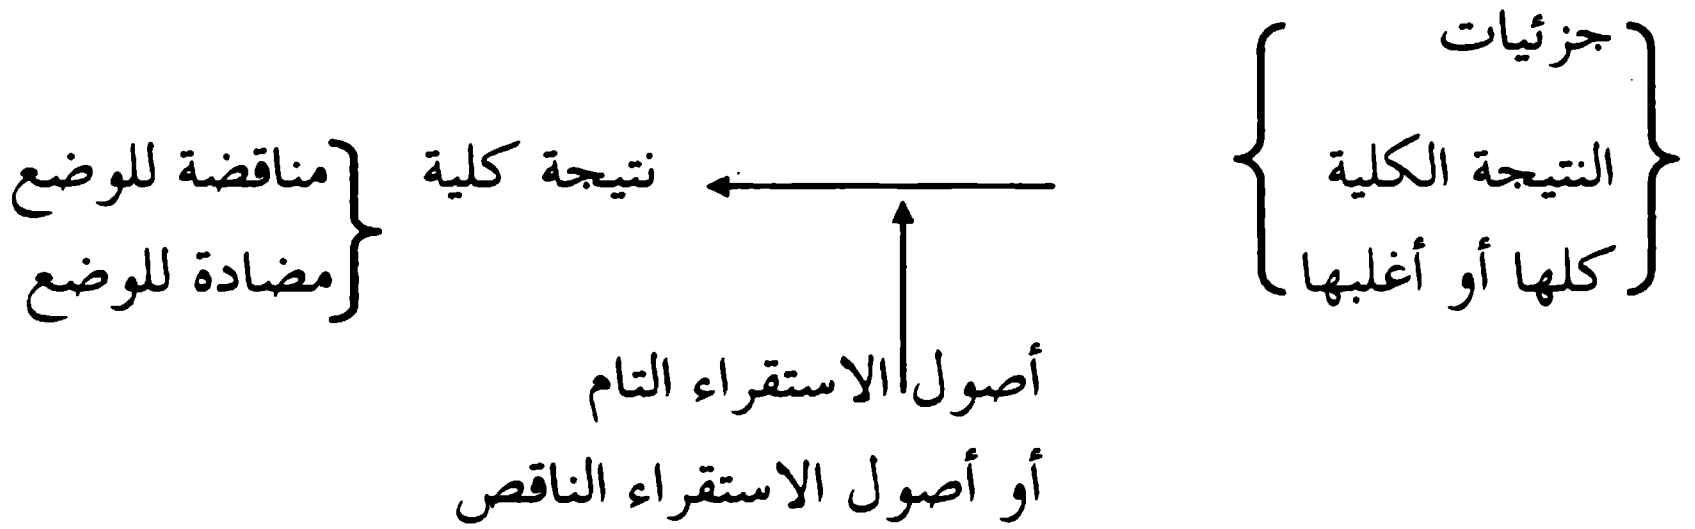 جزئيات
النتيجة الكلية
كلها أو أغلبها
نتيجة كلية
مناقضة للوضع
مضادة للوضع
أصول الاستقراء التام
أو أصول الاستقراء الناقص